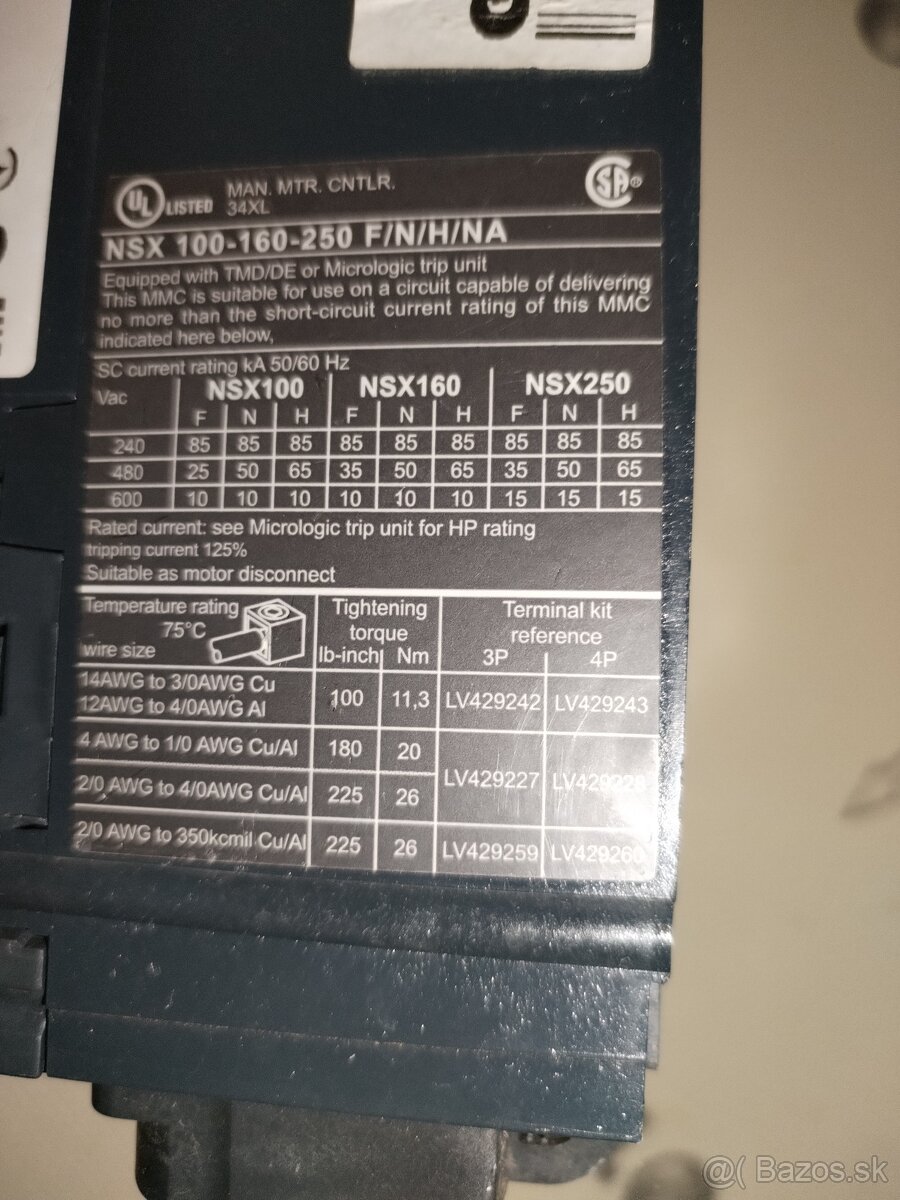 UL LISTED MAN. MTR. CNTLR.
34XL
SA
NSX 100-160-250 F/N/H/NA
Equipped with TMD/DE or Micrologic trip unit
This MMC is suitable for use on a circuit capable of delivering
no more than the short-circuit current rating of this MMC
indicated here below,
SC current rating kA 50/60 Hz
Vac NSX100 NSX160 NSX250
F N H F N H F N H
240 85 85 85 85 85 85 85 85 85
480 25 50 65 35 50 65 35 50 65
600 10 10 10 10 10 10 15 15 15
Rated current: see Micrologic trip unit for HP rating
tripping current 125%
Suitable as motor disconnect
Temperature rating Tightening Terminal kit
75°C torque reference
wire size lb-inch Nm 3P 4P
14AWG to 3/0AWG Cu
12AWG to 4/0AWG Al 100 11,3 LV429242 LV429243
4 AWG to 1/0 AWG Cu/Al 180 20
LV429227 LV429228
2/0 AWG to 4/0AWG Cu/Al 225 26
2/0 AWG to 350kcmil Cu/Al 225 26 LV429259 LV429260
@( Bazos.sk